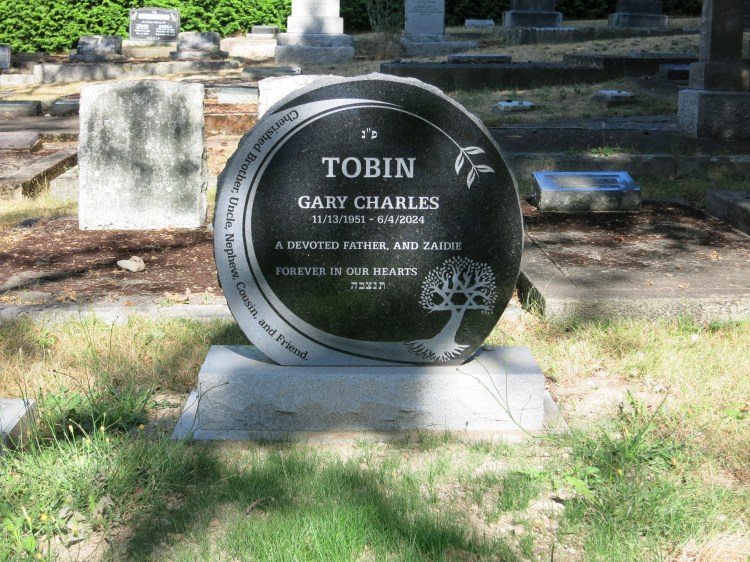 פ"נ
TOBIN
GARY CHARLES
11/13/1951 - 6/4/2024
A DEVOTED FATHER, AND ZAIDIE
FOREVER IN OUR HEARTS
תנצבה
Cherished Brother, Uncle, Nephew, Cousin, and Friend.